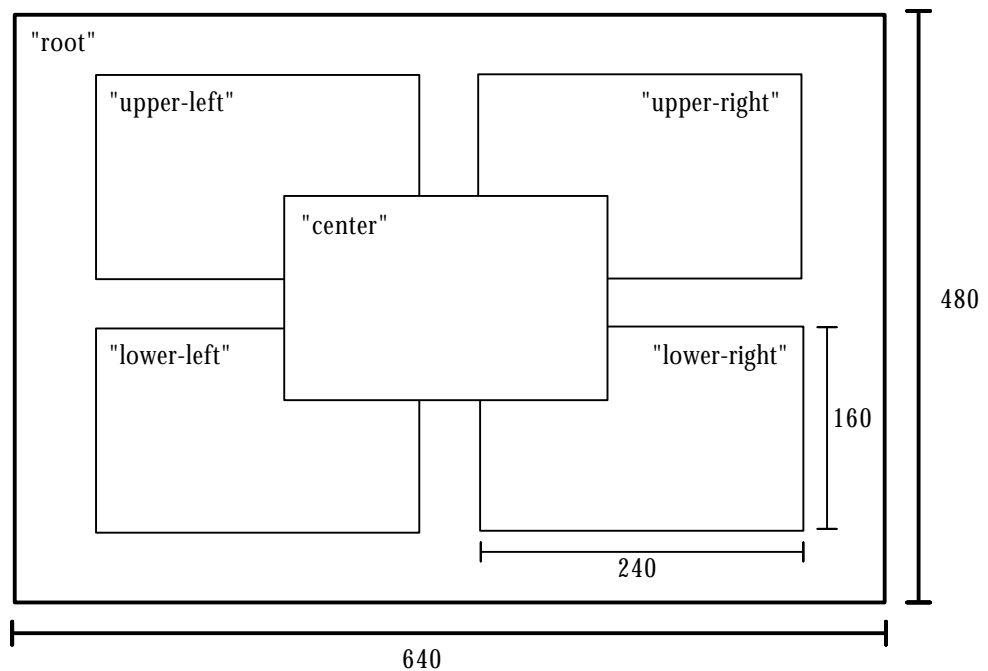 "root"
"upper-left"
"upper-right"
"center"
480
"lower-left"
"lower-right"
160
240
640